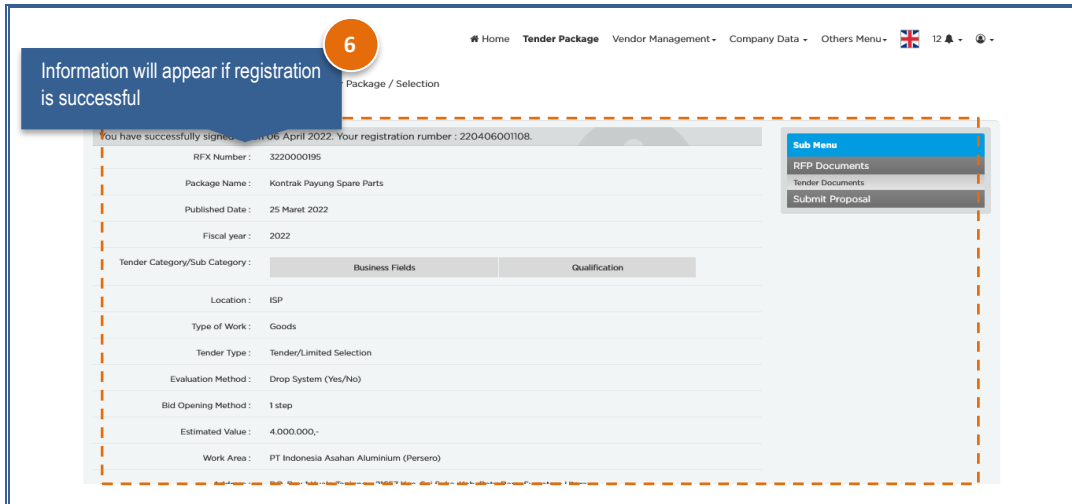 Home Tender Package Vendor Management Company Data Others Menu 12
6
Information will appear if registration
is successful
Package / Selection
You have successfully 06 April 2022. Your registration rumber : 220406001108.
RFX Number : 3220000195
Package Name : Kontrak Payung Spare Parts
Published Date : 25 Maret 2022
Fiscal year : 2022
Tender Category/Sub Category :
Business Fields Qualification
Location : ISP
Type of Work : Goods
Tender Type : Tender/Limited Selection
Evaluation Method : Drop System (Yes/No)
Bid Opening Method : 1 step
Estimated Value : 4.000.000,-
Work Area : PT Indonesia Asahan Aluminium (Persero)
Sub Menu
RFP Documents
Tender Documents
Submit Proposal